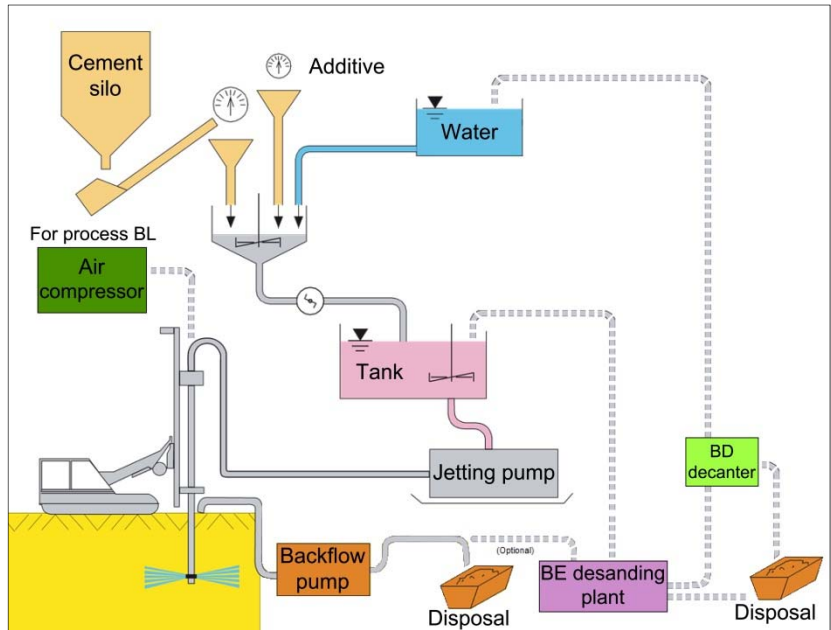 Cement
silo
Additive
Water
For process BL
Air
compressor
Tank
Jetting pump
BD
decanter
Backflow
pump
(Optional)
BE desanding
plant
Disposal
Disposal